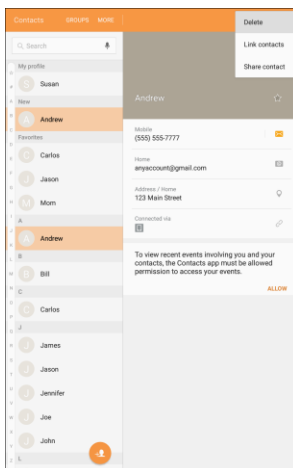 Contacts
GROUPS
MORE
Search
My profile
S
Susan
New
A
Andrew
Favorites
C
Carlos
J
Jason
M
Mom
A
A
Andrew
B
B
Bill
C
C
Carlos
J
J
James
J
Jason
J
Jennifer
J
Joe
J
John
L
Delete
Link contacts
Share contact
Andrew
Mobile
(555) 555-7777
Home
anyaccount@gmail.com
Address / Home
123 Main Street
Connected via
To view recent events involving you and your
contacts, the Contacts app must be allowed
permission to access your events.
ALLOW